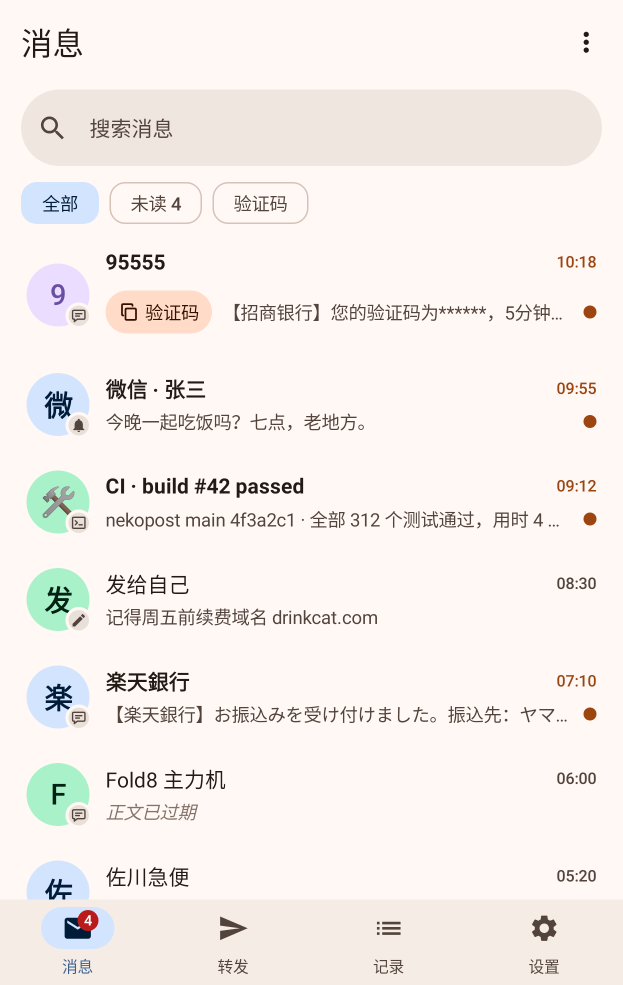 消息
搜索消息
全部
未读 4
验证码
95555
10:18
9
验证码
【招商银行】您的验证码为******，5分钟…
微信 · 张三
09:55
微
今晚一起吃饭吗？七点，老地方。
CI · build #42 passed
09:12
nekopost main 4f3a2c1 · 全部 312 个测试通过，用时 4 …
发给自己
08:30
发
记得周五前续费域名 drinkcat.com
楽天銀行
07:10
楽
【楽天銀行】お振込みを受け付けました。振込先：ヤマ…
Fold8 主力机
06:00
F
正文已过期
佐川急便
05:20
佐
4
消息
转发
记录
设置